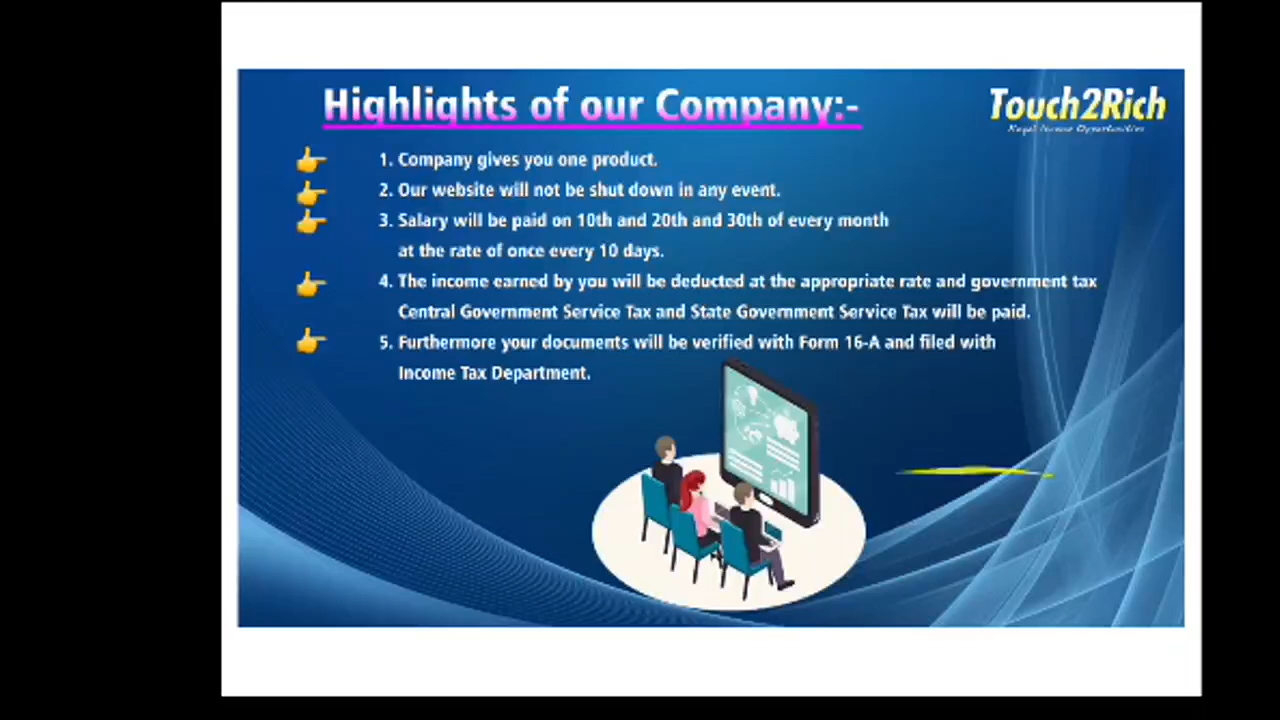 Highlights of our Company:-
Touch2Rich
Royal Income Opportunities
1. Company gives you one product.
2. Our website will not be shut down in any event.
3. Salary will be paid on 10th and 20th and 30th of every month
at the rate of once every 10 days.
4. The income earned by you will be deducted at the appropriate rate and government tax
Central Government Service Tax and State Government Service Tax will be paid.
5. Furthermore your documents will be verified with Form 16-A and filed with
Income Tax Department.